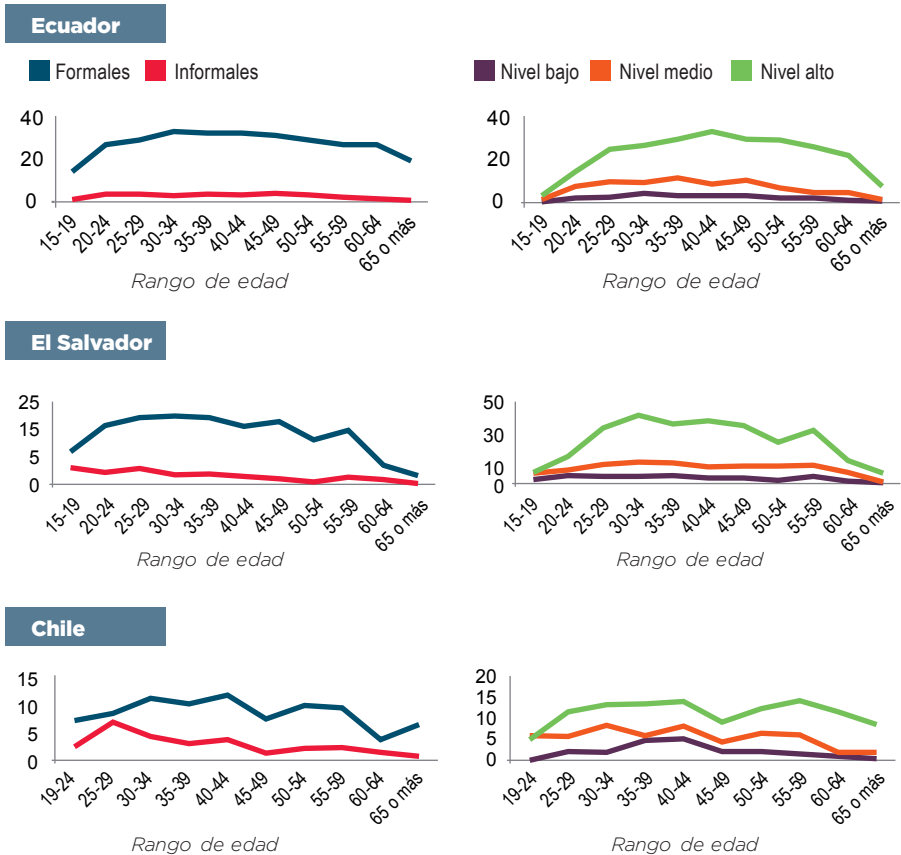 Ecuador
Formales Informales
Nivel bajo Nivel medio Nivel alto
40
20
0
15-19 20-24 25-29 30-34 35-39 40-44 45-49 50-54 55-59 60-64 65 o más
Rango de edad
40
20
0
15-19 20-24 25-29 30-34 35-39 40-44 45-49 50-54 55-59 60-64 65 o más
Rango de edad
El Salvador
25
15
5
0
15-19 20-24 25-29 30-34 35-39 40-44 45-49 50-54 55-59 60-64 65 o más
Rango de edad
50
30
10
0
15-19 20-24 25-29 30-34 35-39 40-44 45-49 50-54 55-59 60-64 65 o más
Rango de edad
Chile
15
10
5
0
19-24 25-29 30-34 35-39 40-44 45-49 50-54 55-59 60-64 65 o más
Rango de edad
20
15
10
5
0
19-24 25-29 30-34 35-39 40-44 45-49 50-54 55-59 60-64 65 o más
Rango de edad